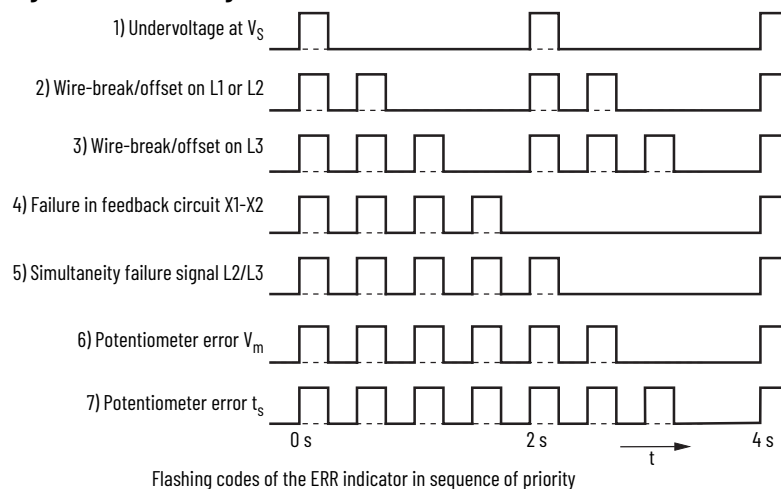 1) Undervoltage at VS
2) Wire-break/offset on L1 or L2
3) Wire-break/offset on L3
4) Failure in feedback circuit X1-X2
5) Simultaneity failure signal L2/L3
6) Potentiometer error Vm
7) Potentiometer error ts
0 s 2 s 4 s
t
Flashing codes of the ERR indicator in sequence of priority